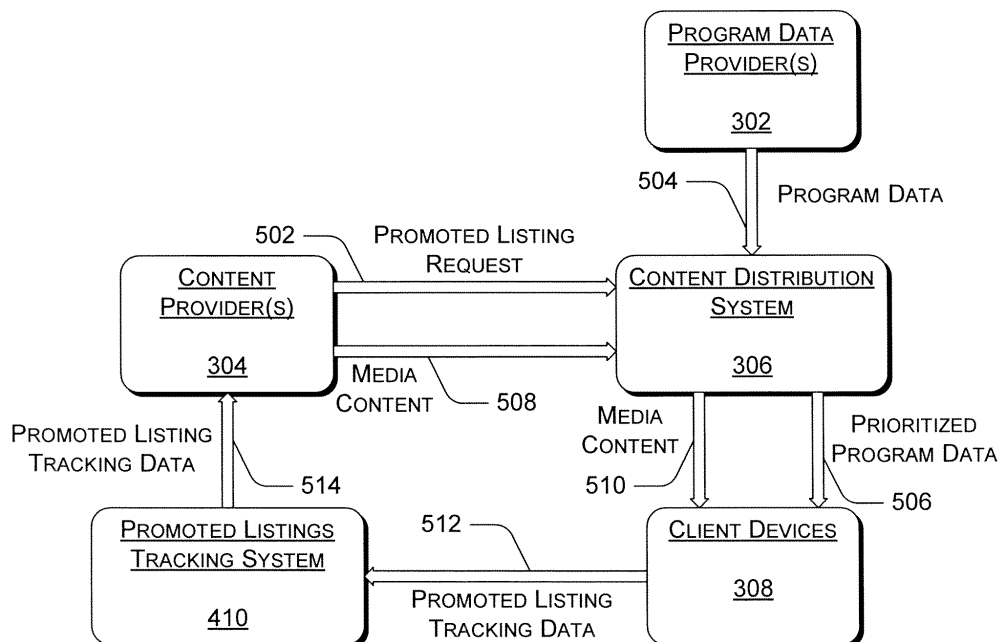 PROGRAM DATA
PROVIDER(S)
302
504
PROGRAM DATA
502
PROMOTED LISTING
REQUEST
CONTENT
PROVIDER(S)
304
CONTENT DISTRIBUTION
SYSTEM
306
MEDIA
CONTENT
508
MEDIA
CONTENT
510
PRIORITIZED
PROGRAM DATA
506
PROMOTED LISTING
TRACKING DATA
514
PROMOTED LISTINGS
TRACKING SYSTEM
410
512
PROMOTED LISTING
TRACKING DATA
CLIENT DEVICES
308